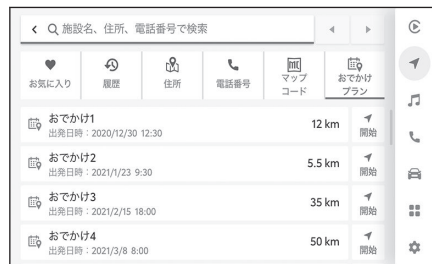 施設名、住所、電話番号で検索
お気に入り
履歴
住所
電話番号
マップ
コード
おでかけ
プラン
おでかけ1
出発日時：2020/12/30 12:30
12 km
開始
おでかけ2
出発日時：2021/1/23 9:30
5.5 km
開始
おでかけ3
出発日時：2021/2/15 18:00
35 km
開始
おでかけ4
出発日時：2021/3/8 8:00
50 km
開始